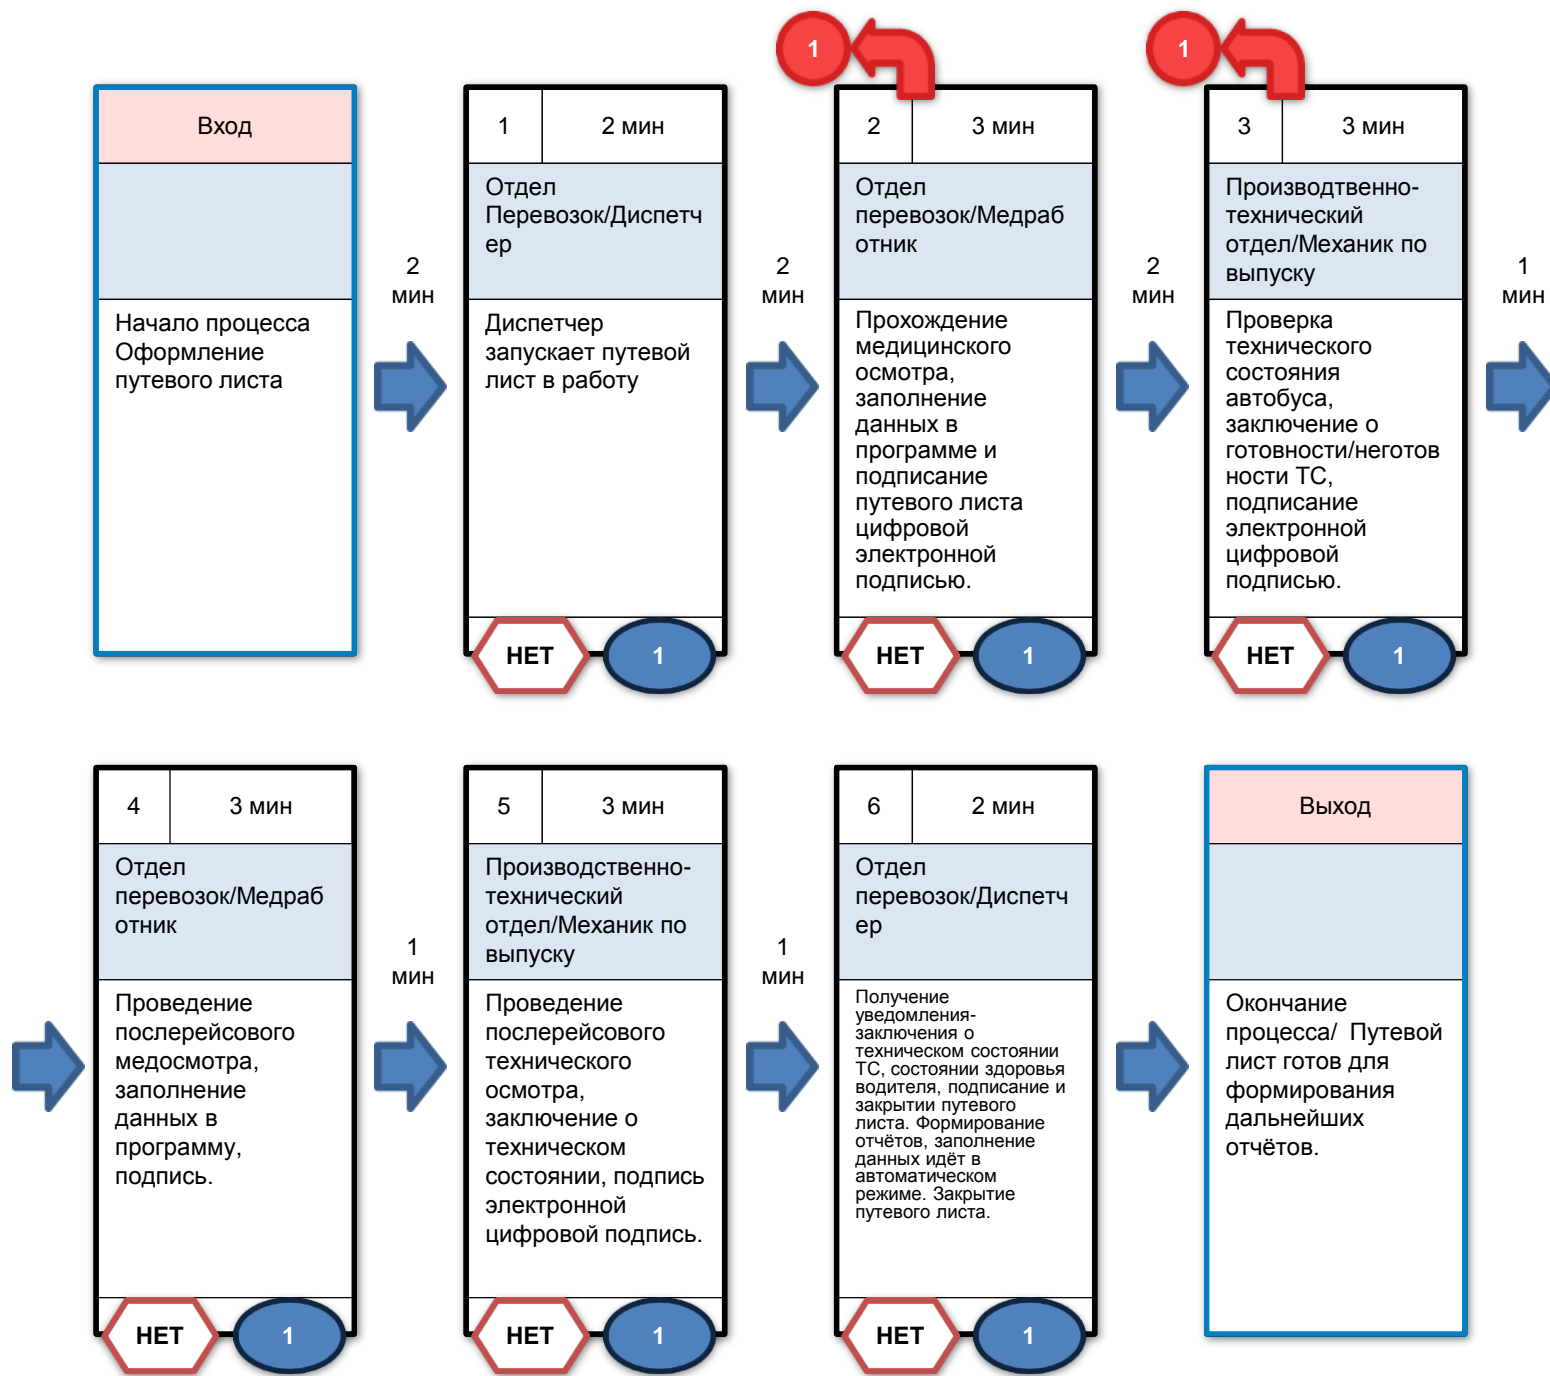 1
1
Вход
Начало процесса
Оформление
путевого листа
2
мин
1
2 мин
Отдел
Перевозок/Диспетч
ер
Диспетчер
запускает путевой
лист в работу
НЕТ
1
2
мин
2
3 мин
Отдел
перевозок/Медраб
отник
Прохождение
медицинского
осмотра,
заполнение
данных в
программе и
подписание
путевого листа
цифровой
электронной
подписью.
НЕТ
1
2
мин
3
3 мин
Производтвенно-
технический
отдел/Механик по
выпуску
Проверка
технического
состояния
автобуса,
заключение о
готовности/неготов
ности ТС,
подписание
электронной
цифровой
подписью.
НЕТ
1
1
мин
4
3 мин
Отдел
перевозок/Медраб
отник
Проведение
послерейсового
медосмотра,
заполнение
данных в
программу,
подпись.
НЕТ
1
1
мин
5
3 мин
Производственно-
технический
отдел/Механик по
выпуску
Проведение
послерейсового
технического
осмотра,
заключение о
техническом
состоянии, подпись
электронной
цифровой подпись.
НЕТ
1
1
мин
6
2 мин
Отдел
перевозок/Диспетч
ер
Получение
уведомления-
заключения о
техническом состоянии
ТС, состоянии здоровья
водителя, подписание и
закрытии путевого
листа. Формирование
отчётов, заполнение
данных идёт в
автоматическом
режиме. Закрытие
путевого листа.
НЕТ
1
Выход
Окончание
процесса/ Путевой
лист готов для
формирования
дальнейших
отчётов.